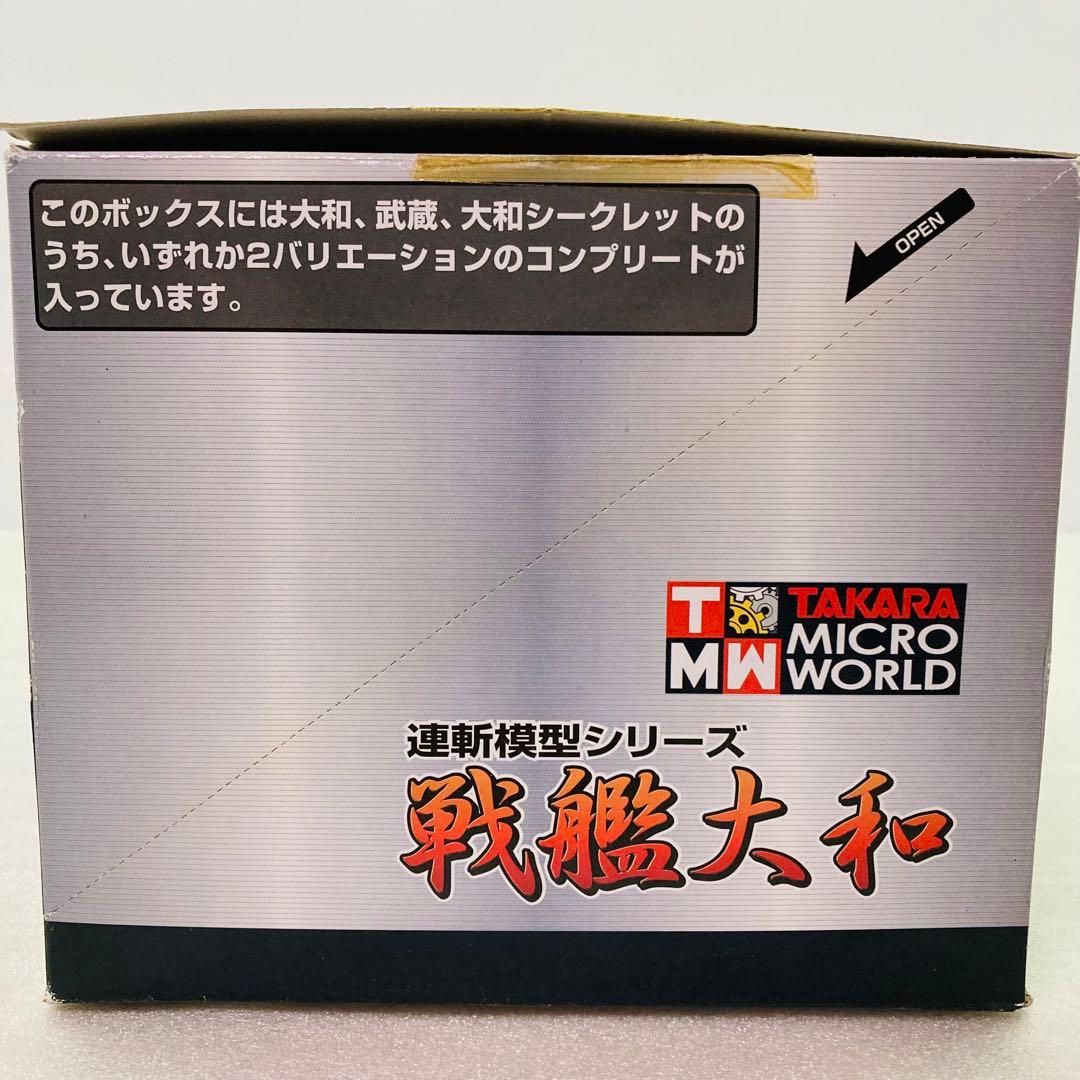 このボックスには大和、武蔵、大和シークレットの
うち、いずれか2バリエーションのコンプリートが
入っています。
OPEN
TMW
TAKARA
MICRO
WORLD
連斬模型シリーズ
戦艦大和